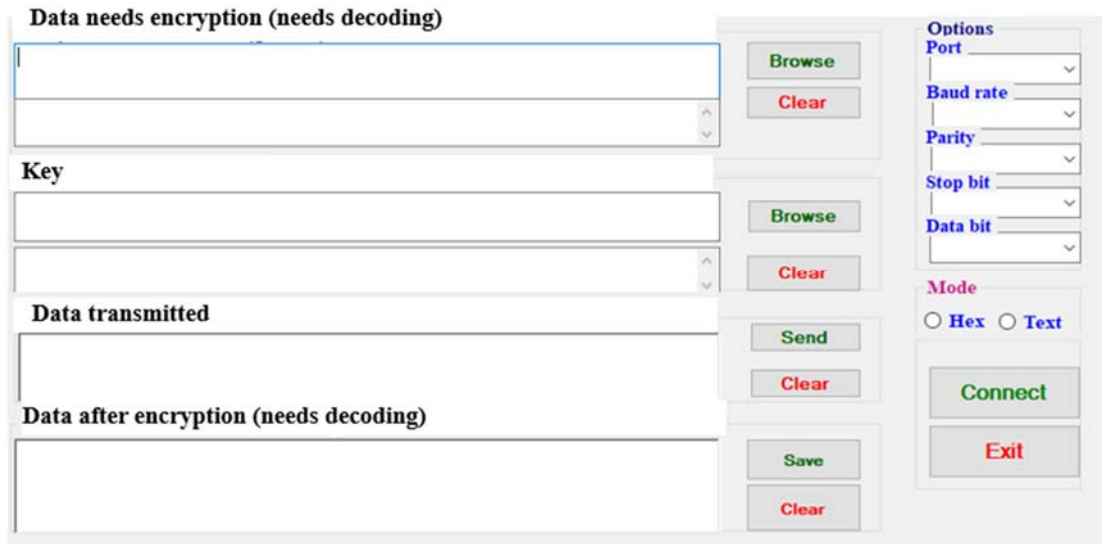 Data needs encryption (needs decoding)
Browse
Clear
Key
Browse
Clear
Data transmitted
Send
Clear
Data after encryption (needs decoding)
Save
Clear
Options
Port
Baud rate
Parity
Stop bit
Data bit
Mode
Hex Text
Connect
Exit